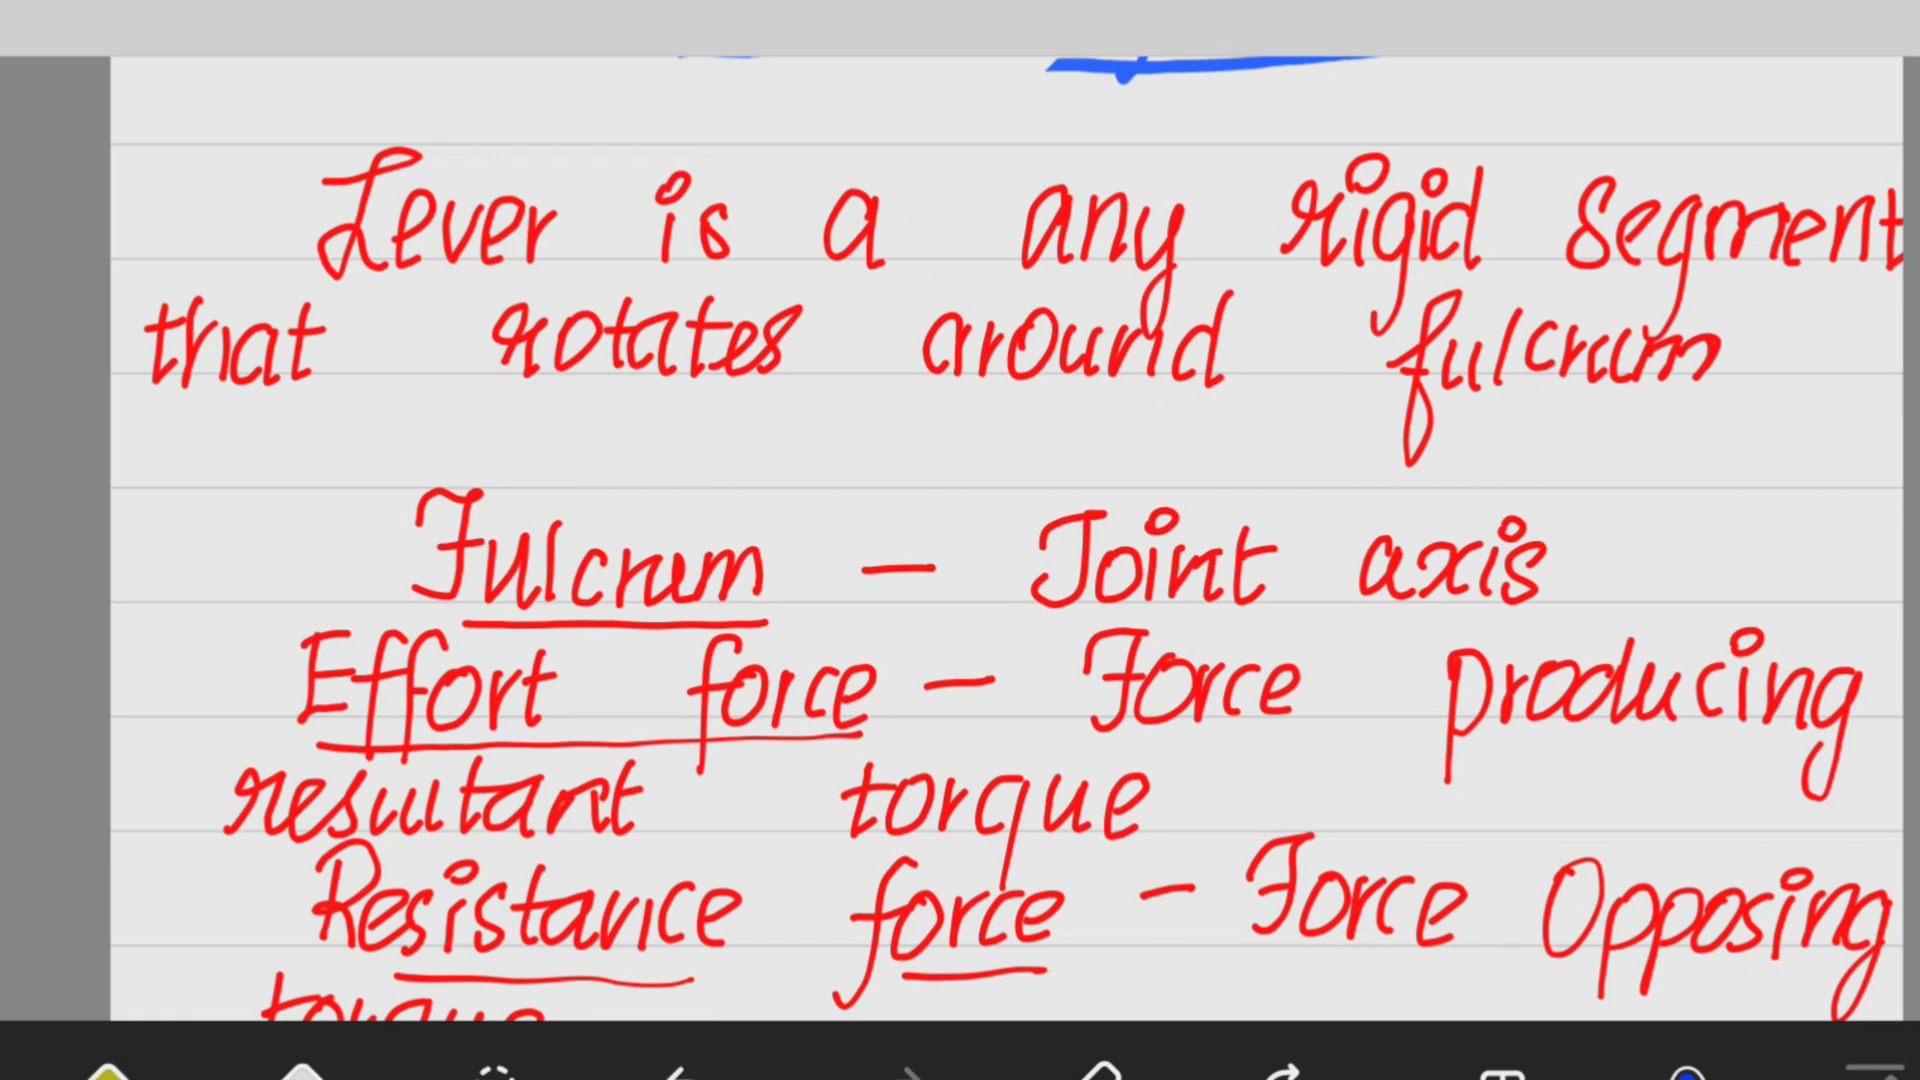 Lever is a any rigid segment
that rotates around fulcrum
Fulcrum - Joint axis
Effort force - Force producing
resultant torque
Resistance force - Force Opposing
torque